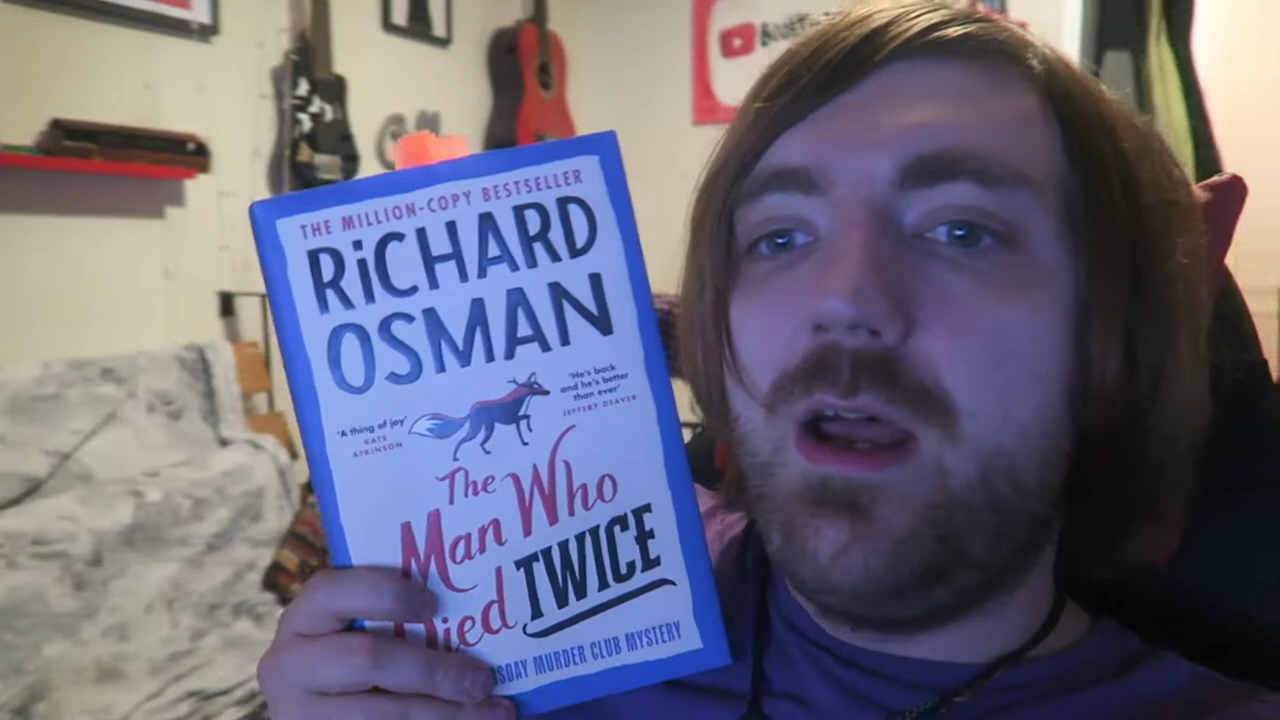 THE MILLION-COPY BESTSELLER
RiCHARD
OSMAN
'He's back
and he's better
than ever'
JEFFERY DEAVER
'A thing of joy'
KATE
ATKINSON
The
Man Who
Died TWICE
MURDER CLUB MYSTERY